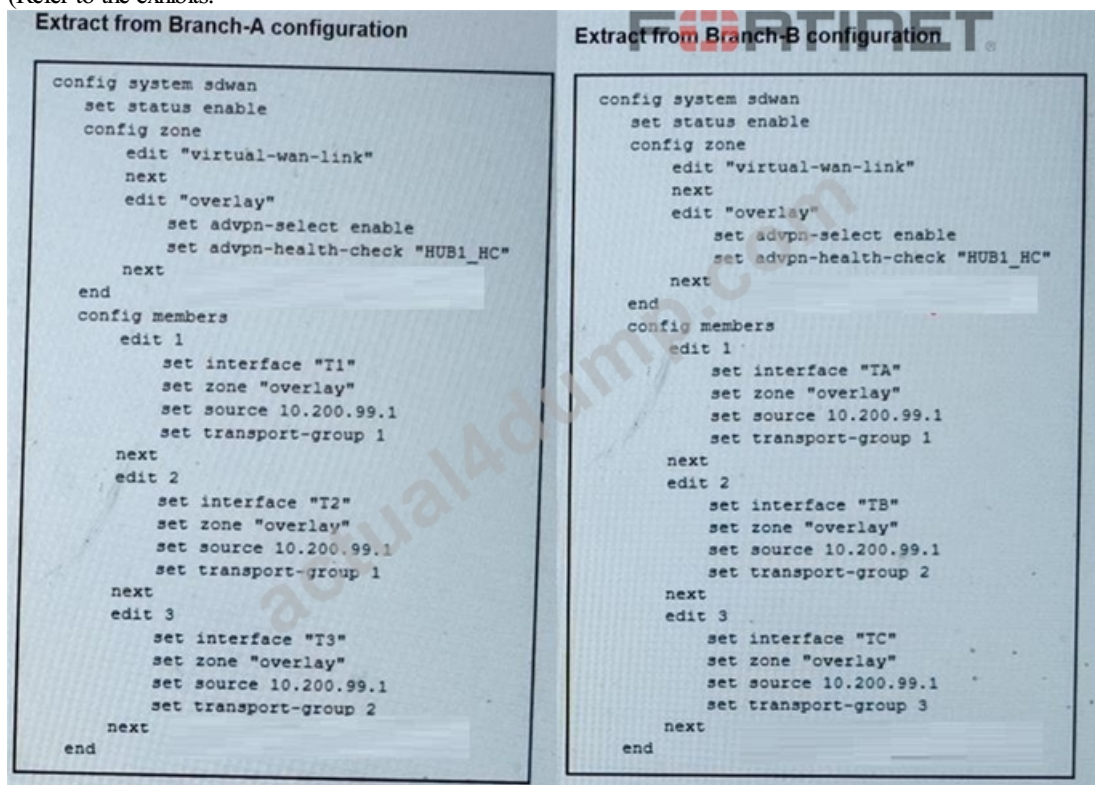 (Refer to the exhibits.
FORTINET
Extract from Branch-A configuration
config system sdwan
set status enable
config zone
edit "virtual-wan-link"
next
edit "overlay"
set advpn-select enable
set advpn-health-check "HUB1_HC"
next
end
config members
edit 1
set interface "T1"
set zone "overlay"
set source 10.200.99.1
set transport-group 1
next
edit 2
set interface "T2"
set zone "overlay"
set source 10.200.99.1
set transport-group 1
next
edit 3
set interface "T3"
set zone "overlay"
set source 10.200.99.1
set transport-group 2
next
end
Extract from Branch-B configuration
config system sdwan
set status enable
config zone
edit "virtual-wan-link"
next
edit "overlay"
set advpn-select enable
set advpn-health-check "HUB1_HC"
next
end
config members
edit 1
set interface "TA"
set zone "overlay"
set source 10.200.99.1
set transport-group 1
next
edit 2
set interface "TB"
set zone "overlay"
set source 10.200.99.1
set transport-group 2
next
edit 3
set interface "TC"
set zone "overlay"
set source 10.200.99.1
set transport-group 3
next
end
actual4dump.com